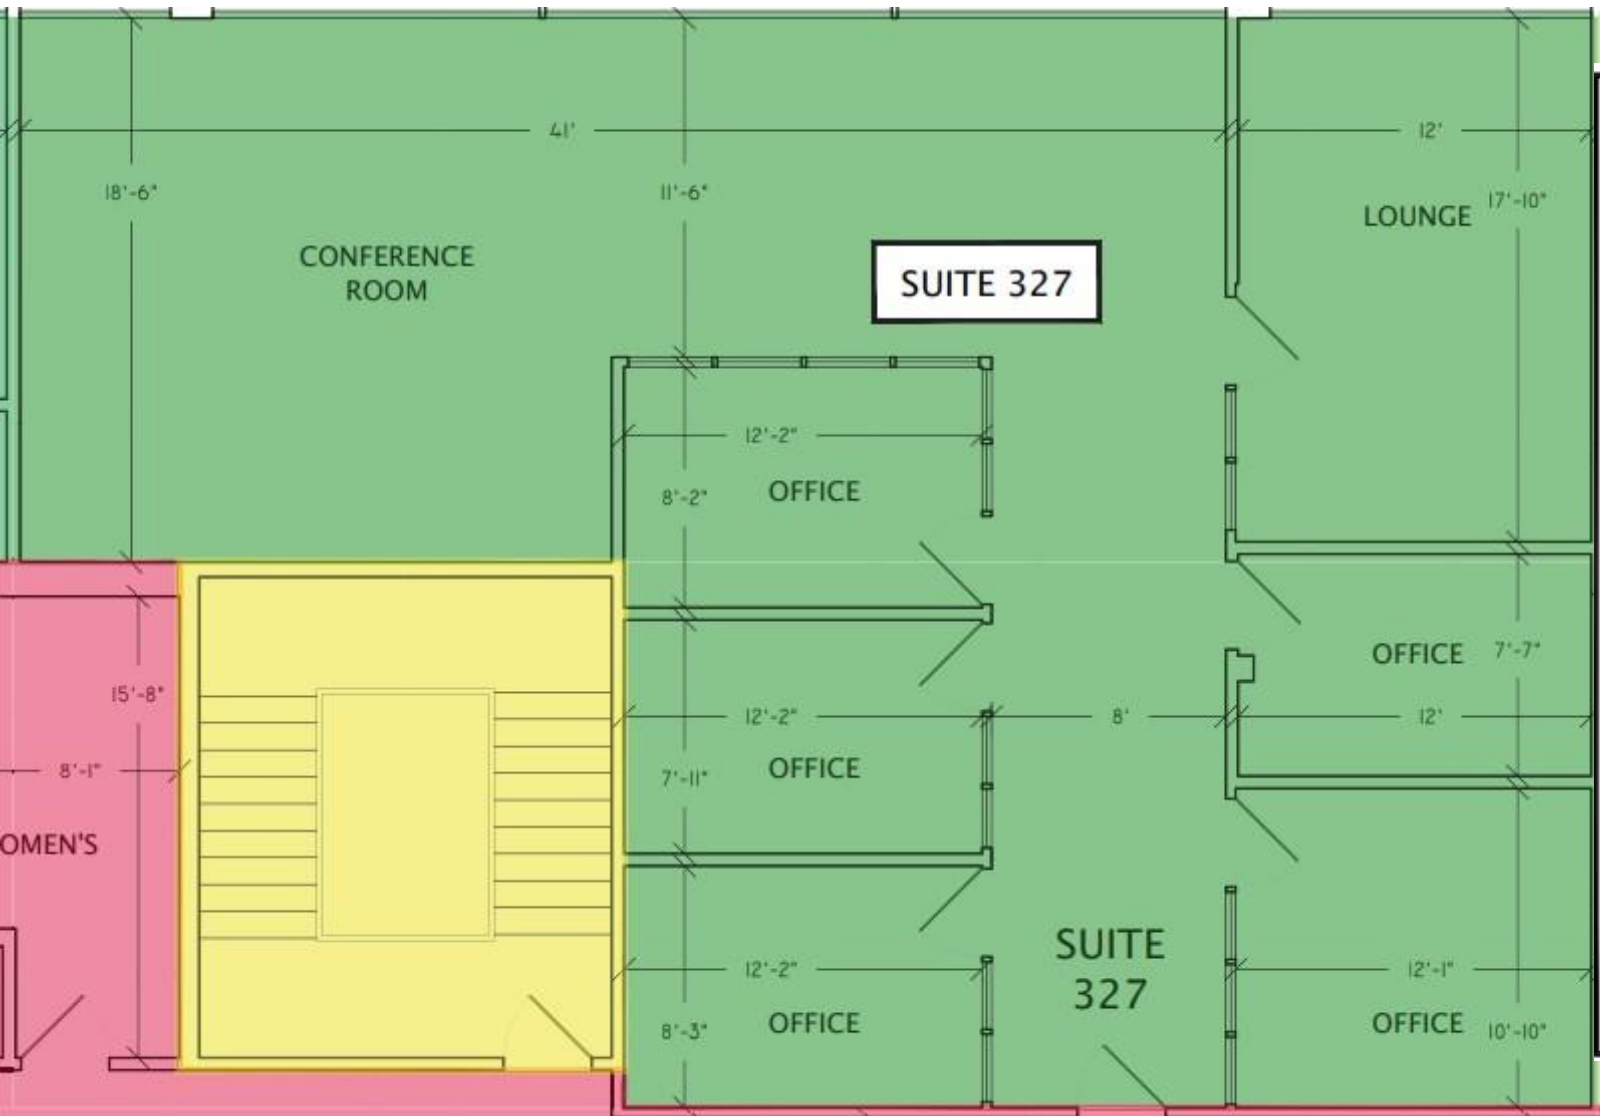 41'
12'
18'-6"
11'-6"
17'-10"
LOUNGE
CONFERENCE
ROOM
SUITE 327
12'-2"
8'-2"
OFFICE
OFFICE
7'-7"
15'-8"
12'-2"
8'
12'
8'-1"
OFFICE
7'-11"
OMEN'S
SUITE
327
12'-2"
12'-1"
8'-3"
OFFICE
OFFICE
10'-10"